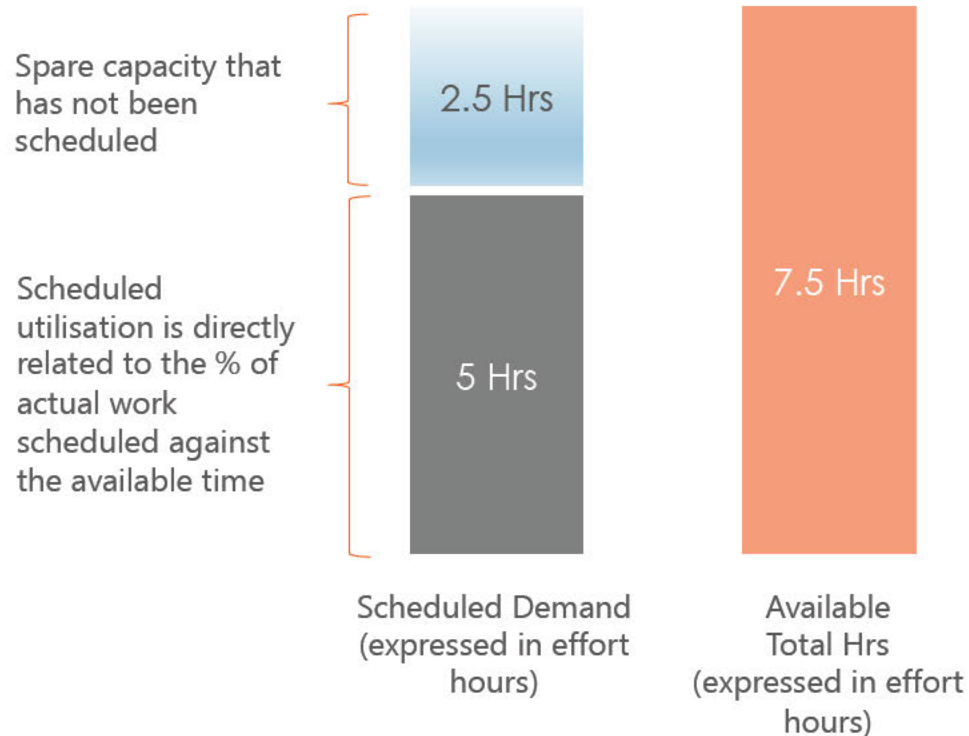 Spare capacity that
has not been
scheduled
2.5 Hrs
Scheduled
utilisation is directly
related to the % of
actual work
scheduled against
the available time
5 Hrs
7.5 Hrs
Scheduled Demand
(expressed in effort
hours)
Available
Total Hrs
(expressed in effort
hours)